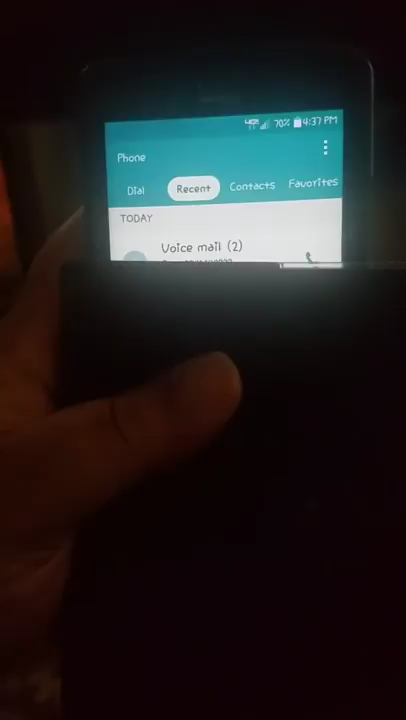 4G 70% 4:37 PM
Phone
Dial Recent Contacts Favorites
TODAY
Voice mail (2)